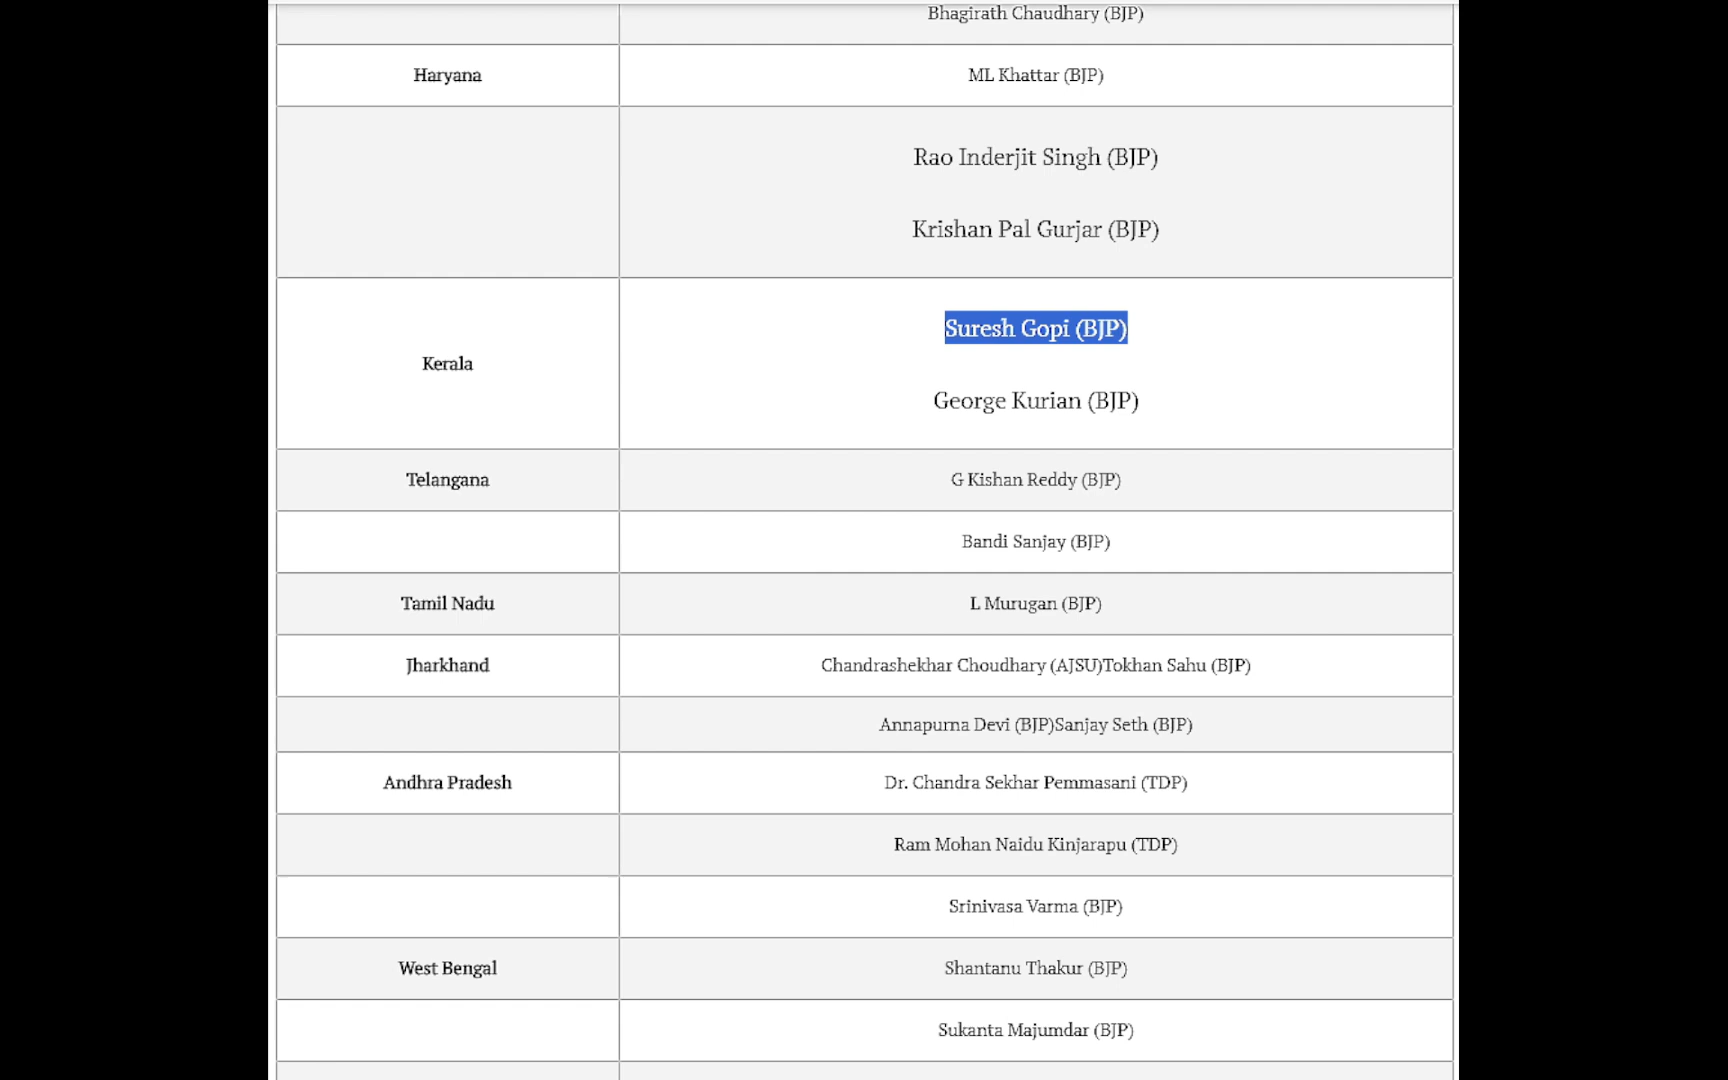 Bhagirath Chaudhary (BJP)
Haryana
ML Khattar (BJP)
Rao Inderjit Singh (BJP)
Krishan Pal Gurjar (BJP)
Kerala
Suresh Gopi (BJP)
George Kurian (BJP)
Telangana
G Kishan Reddy (BJP)
Bandi Sanjay (BJP)
Tamil Nadu
L Murugan (BJP)
Jharkhand
Chandrashekhar Choudhary (AJSU)Tokhan Sahu (BJP)
Annapurna Devi (BJP)Sanjay Seth (BJP)
Andhra Pradesh
Dr. Chandra Sekhar Pemmasani (TDP)
Ram Mohan Naidu Kinjarapu (TDP)
Srinivasa Varma (BJP)
West Bengal
Shantanu Thakur (BJP)
Sukanta Majumdar (BJP)